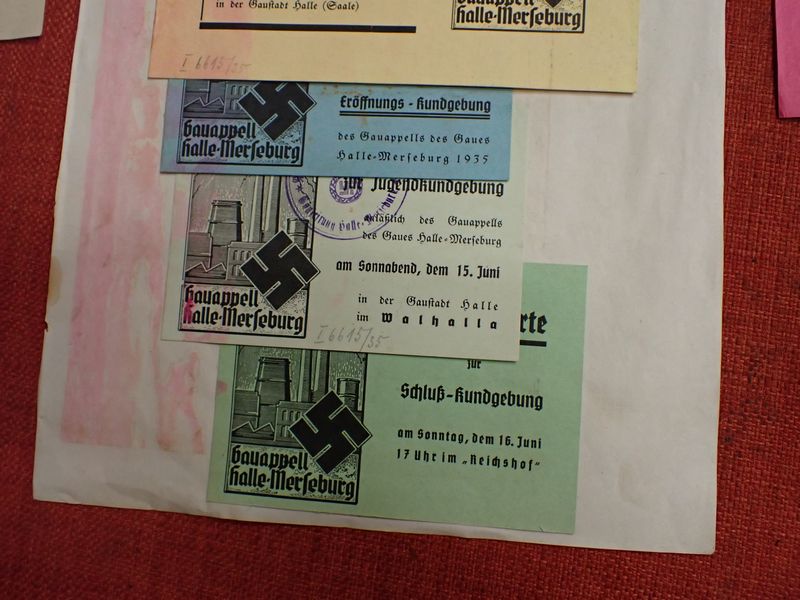 in der Gaustadt Halle (Saale)
Gauappell
Halle-Merseburg
I 6615/35
Eröffnungs-Kundgebung
des Gauappells des Gaues
Halle-Merseburg 1935
Gauappell
Halle-Merseburg
zur Jugendkundgebung
anläßlich des Gauappells
des Gaues Halle-Merseburg
am Sonnabend, dem 15. Juni
in der Gaustadt Halle
im Walhalla
Gauappell
Halle-Merseburg
I 6615/35
rte
zur
Schluß-Kundgebung
am Sonntag, dem 16. Juni
17 Uhr im „Reichshof“
Gauappell
Halle-Merseburg